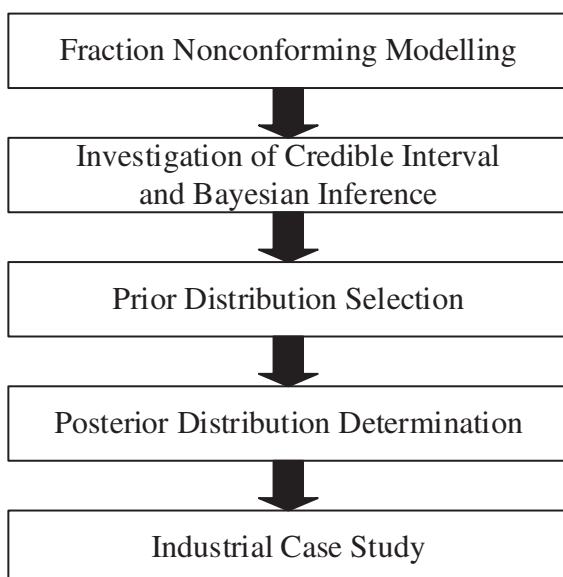 Fraction Nonconforming Modelling
Investigation of Credible Interval
and Bayesian Inference
Prior Distribution Selection
Posterior Distribution Determination
Industrial Case Study